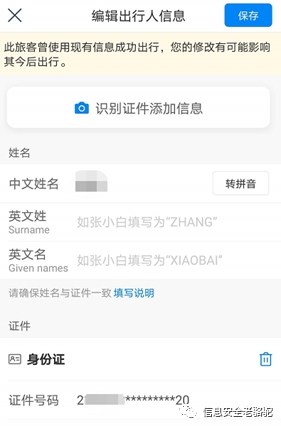 编辑出行人信息
保存
此旅客曾使用现有信息成功出行，您的修改有可能影响
其今后出行。
识别证件添加信息
姓名
中文姓名
转拼音
英文姓 如张小白填写为“ZHANG”
Surname
英文名 如张小白填写为“XIAOBAI”
Given names
请确保姓名与证件一致 填写说明
证件
身份证
证件号码 2 *********20
信息安全老骆驼